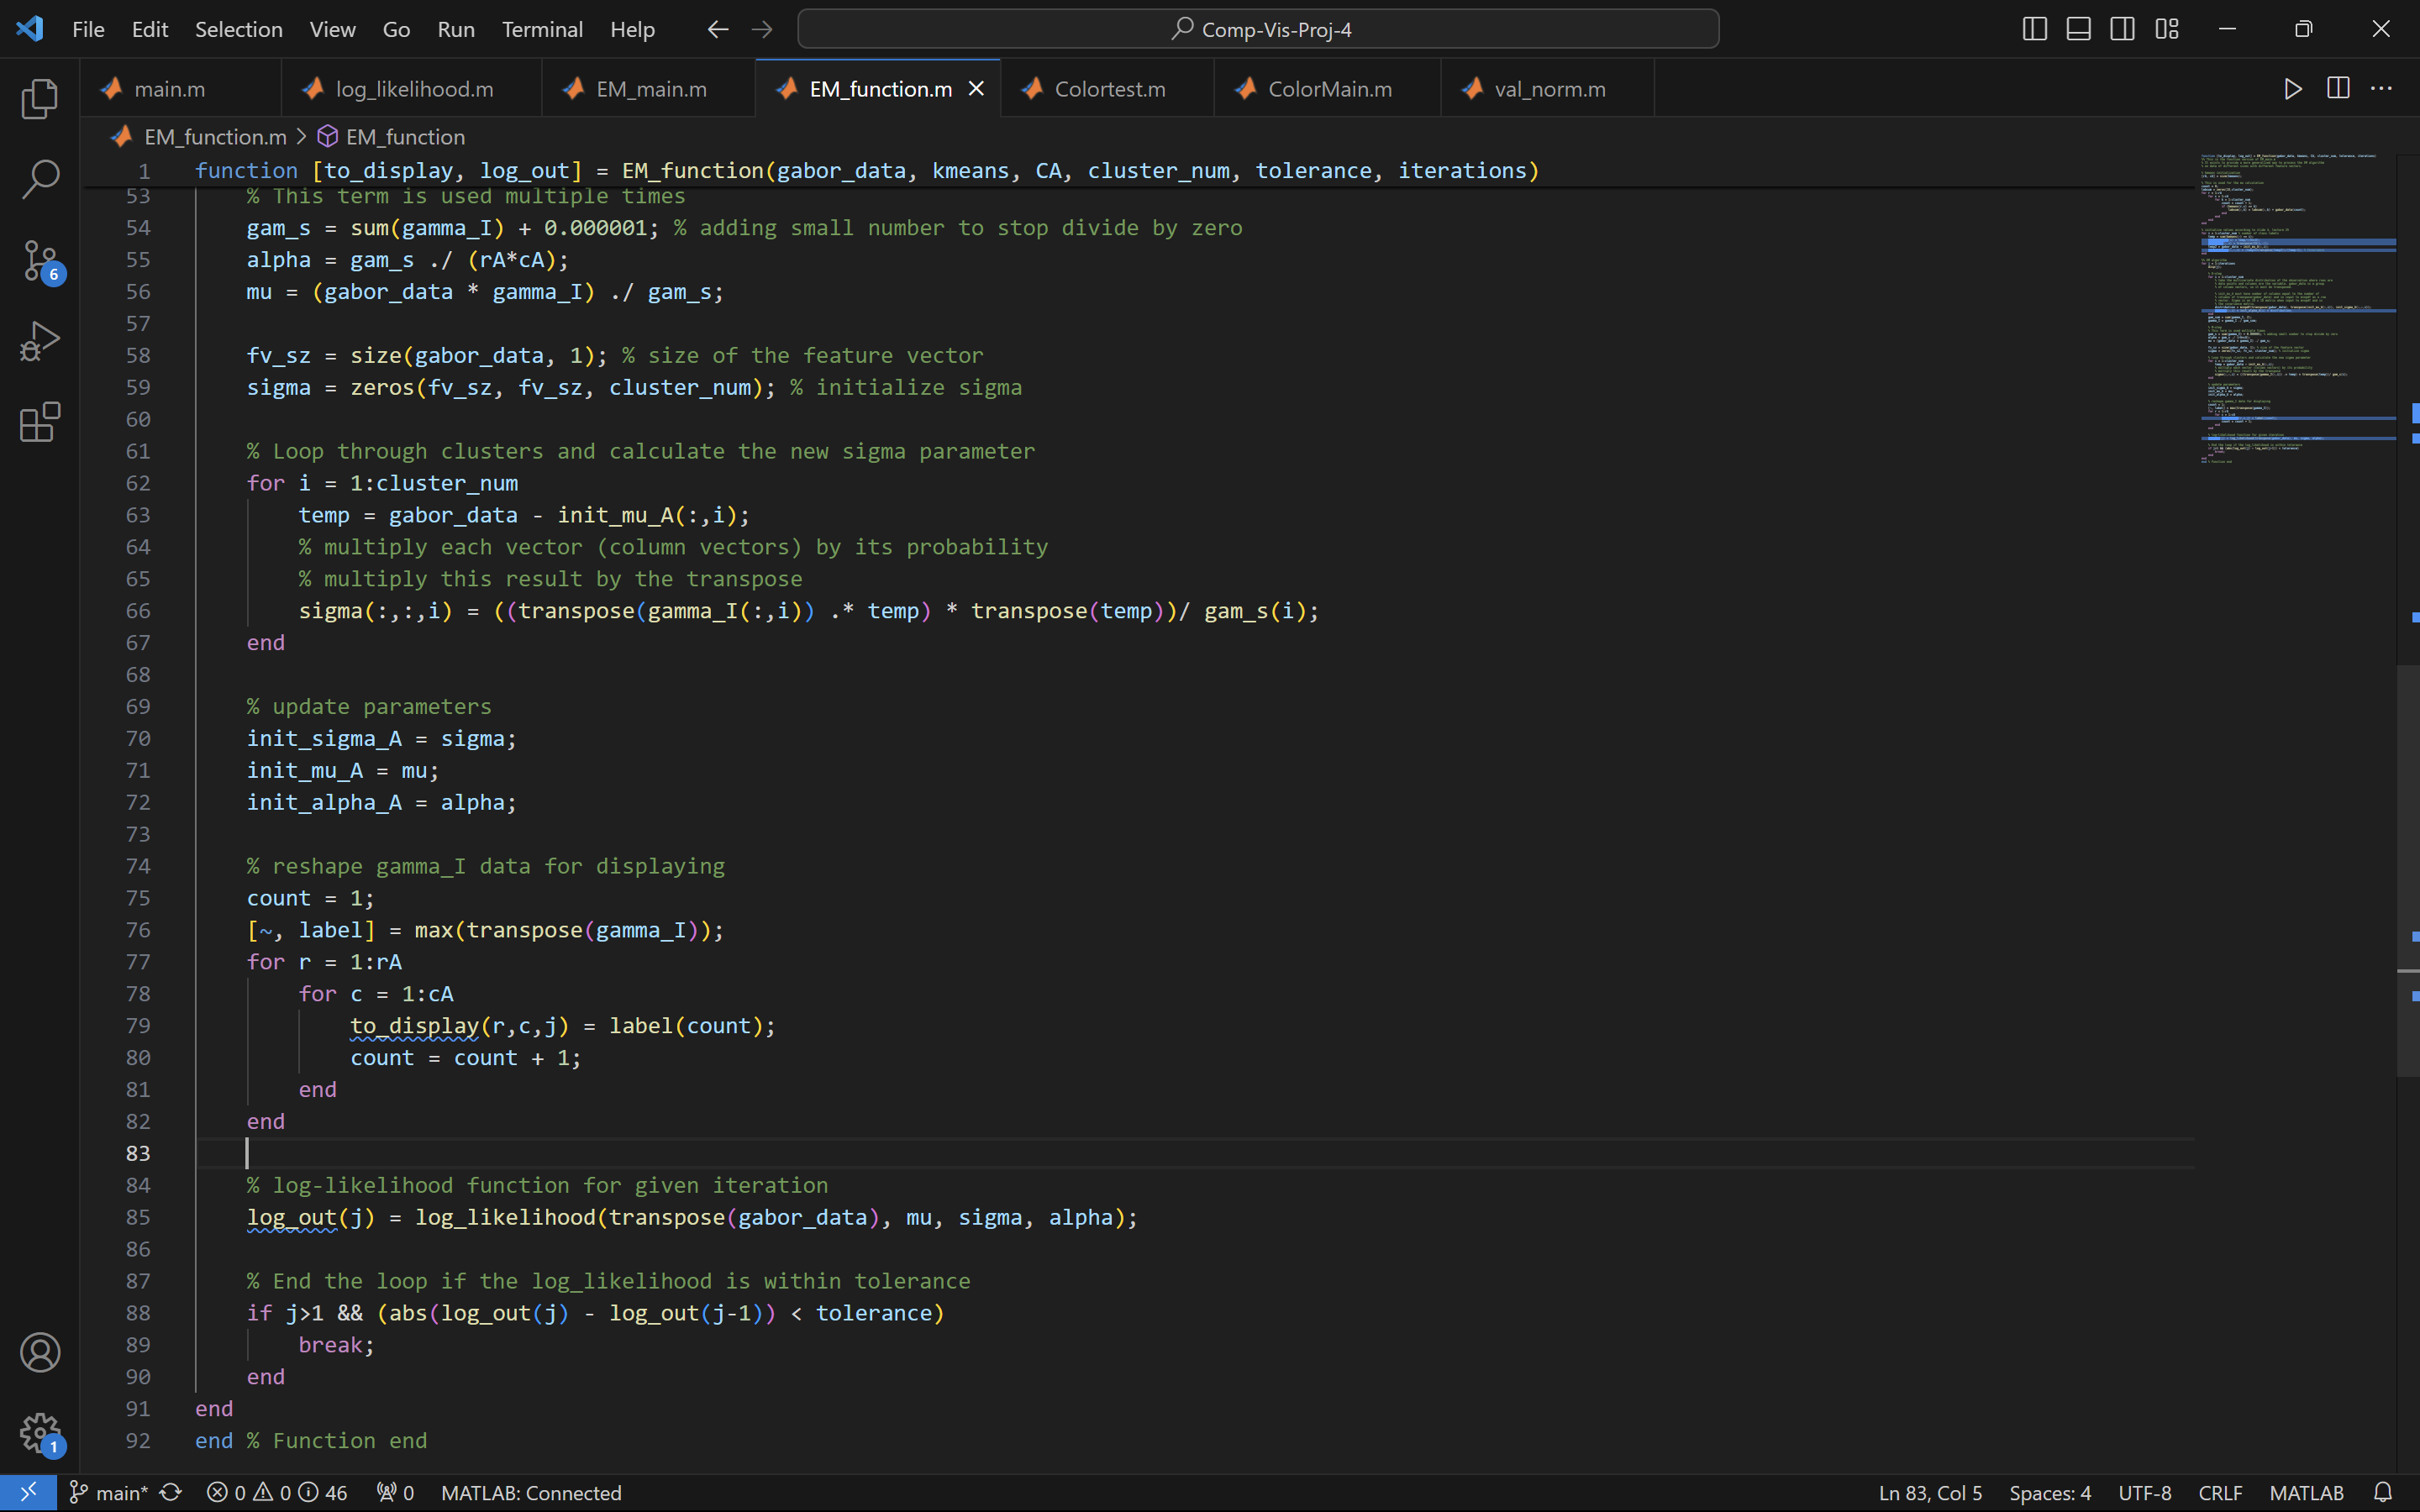 File Edit Selection View Go Run Terminal Help Comp-Vis-Proj-4
main.m log_likelihood.m EM_main.m EM_function.m Colortest.m ColorMain.m val_norm.m
EM_function.m > EM_function
1 function [to_display, log_out] = EM_function(gabor_data, kmeans, CA, cluster_num, tolerance, iterations)
53 % This term is used multiple times
54 gam_s = sum(gamma_I) + 0.000001; % adding small number to stop divide by zero
55 alpha = gam_s ./ (rA*cA);
56 mu = (gabor_data * gamma_I) ./ gam_s;
57
58 fv_sz = size(gabor_data, 1); % size of the feature vector
59 sigma = zeros(fv_sz, fv_sz, cluster_num); % initialize sigma
60
61 % Loop through clusters and calculate the new sigma parameter
62 for i = 1:cluster_num
63 temp = gabor_data - init_mu_A(:,i);
64 % multiply each vector (column vectors) by its probability
65 % multiply this result by the transpose
66 sigma(:,:,i) = ((transpose(gamma_I(:,i)) .* temp) * transpose(temp))/ gam_s(i);
67 end
68
69 % update parameters
70 init_sigma_A = sigma;
71 init_mu_A = mu;
72 init_alpha_A = alpha;
73
74 % reshape gamma_I data for displaying
75 count = 1;
76 [~, label] = max(transpose(gamma_I));
77 for r = 1:rA
78 for c = 1:cA
79 to_display(r,c,j) = label(count);
80 count = count + 1;
81 end
82 end
83
84 % log-likelihood function for given iteration
85 log_out(j) = log_likelihood(transpose(gabor_data), mu, sigma, alpha);
86
87 % End the loop if the log_likelihood is within tolerance
88 if j>1 && (abs(log_out(j) - log_out(j-1)) < tolerance)
89 break;
90 end
91 end
92 end % Function end
6
1
main* 0 0 46 0 MATLAB: Connected Ln 83, Col 5 Spaces: 4 UTF-8 CRLF MATLAB